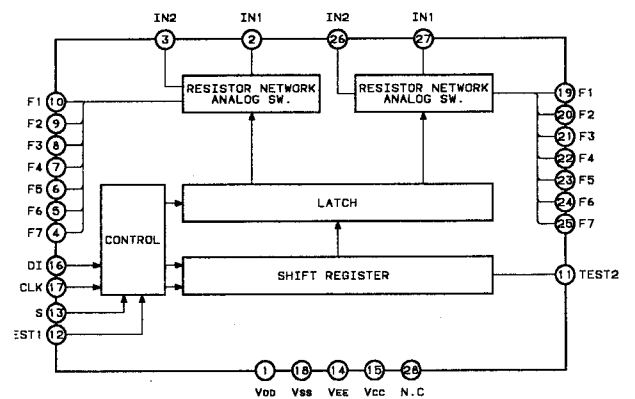 IN2 IN1 IN2 IN1
3 2 26 27
RESISTOR NETWORK
ANALOG SW.
RESISTOR NETWORK
ANALOG SW.
F1 10
F2 9
F3 8
F4 7
F5 6
F6 5
F7 4
DI 16
CLK 17
S 13
EST1 12
19 F1
20 F2
21 F3
22 F4
23 F5
24 F6
25 F7
11 TEST2
CONTROL
LATCH
SHIFT REGISTER
1 18 14 15 28
VDD VSS VEE VCC N.C